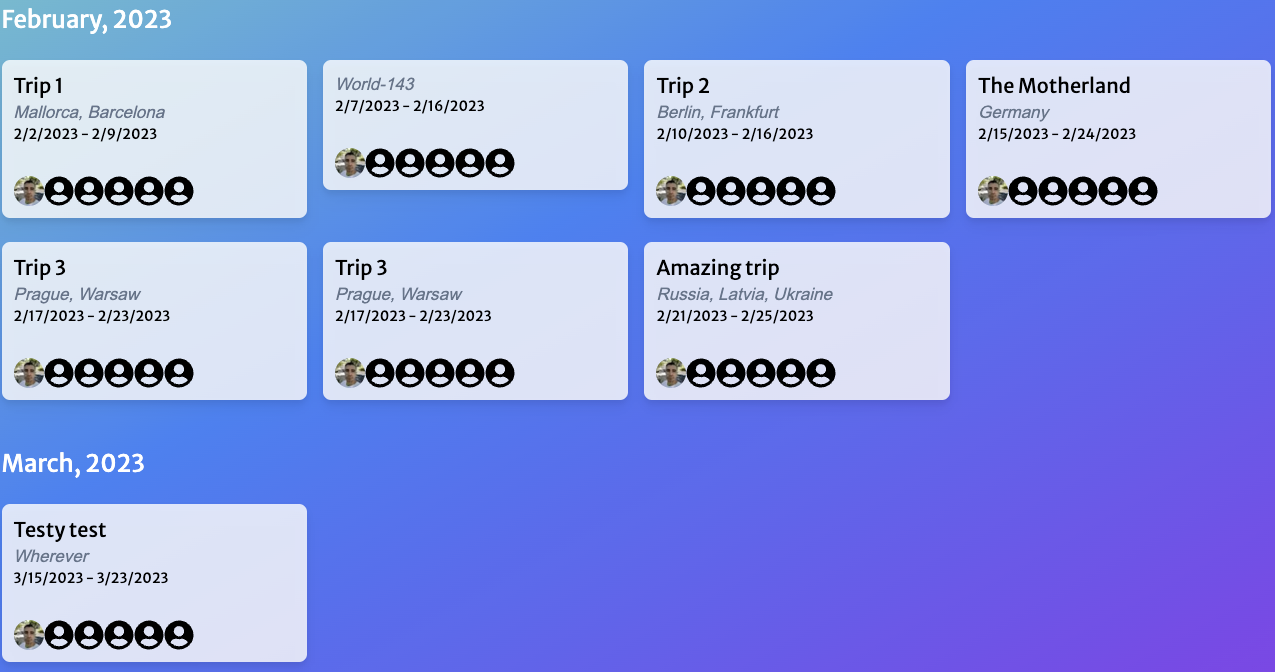 February, 2023
Trip 1
Mallorca, Barcelona
2/2/2023 - 2/9/2023
World-143
2/7/2023 - 2/16/2023
Trip 2
Berlin, Frankfurt
2/10/2023 - 2/16/2023
The Motherland
Germany
2/15/2023 - 2/24/2023
Trip 3
Prague, Warsaw
2/17/2023 - 2/23/2023
Trip 3
Prague, Warsaw
2/17/2023 - 2/23/2023
Amazing trip
Russia, Latvia, Ukraine
2/21/2023 - 2/25/2023
March, 2023
Testy test
Wherever
3/15/2023 - 3/23/2023